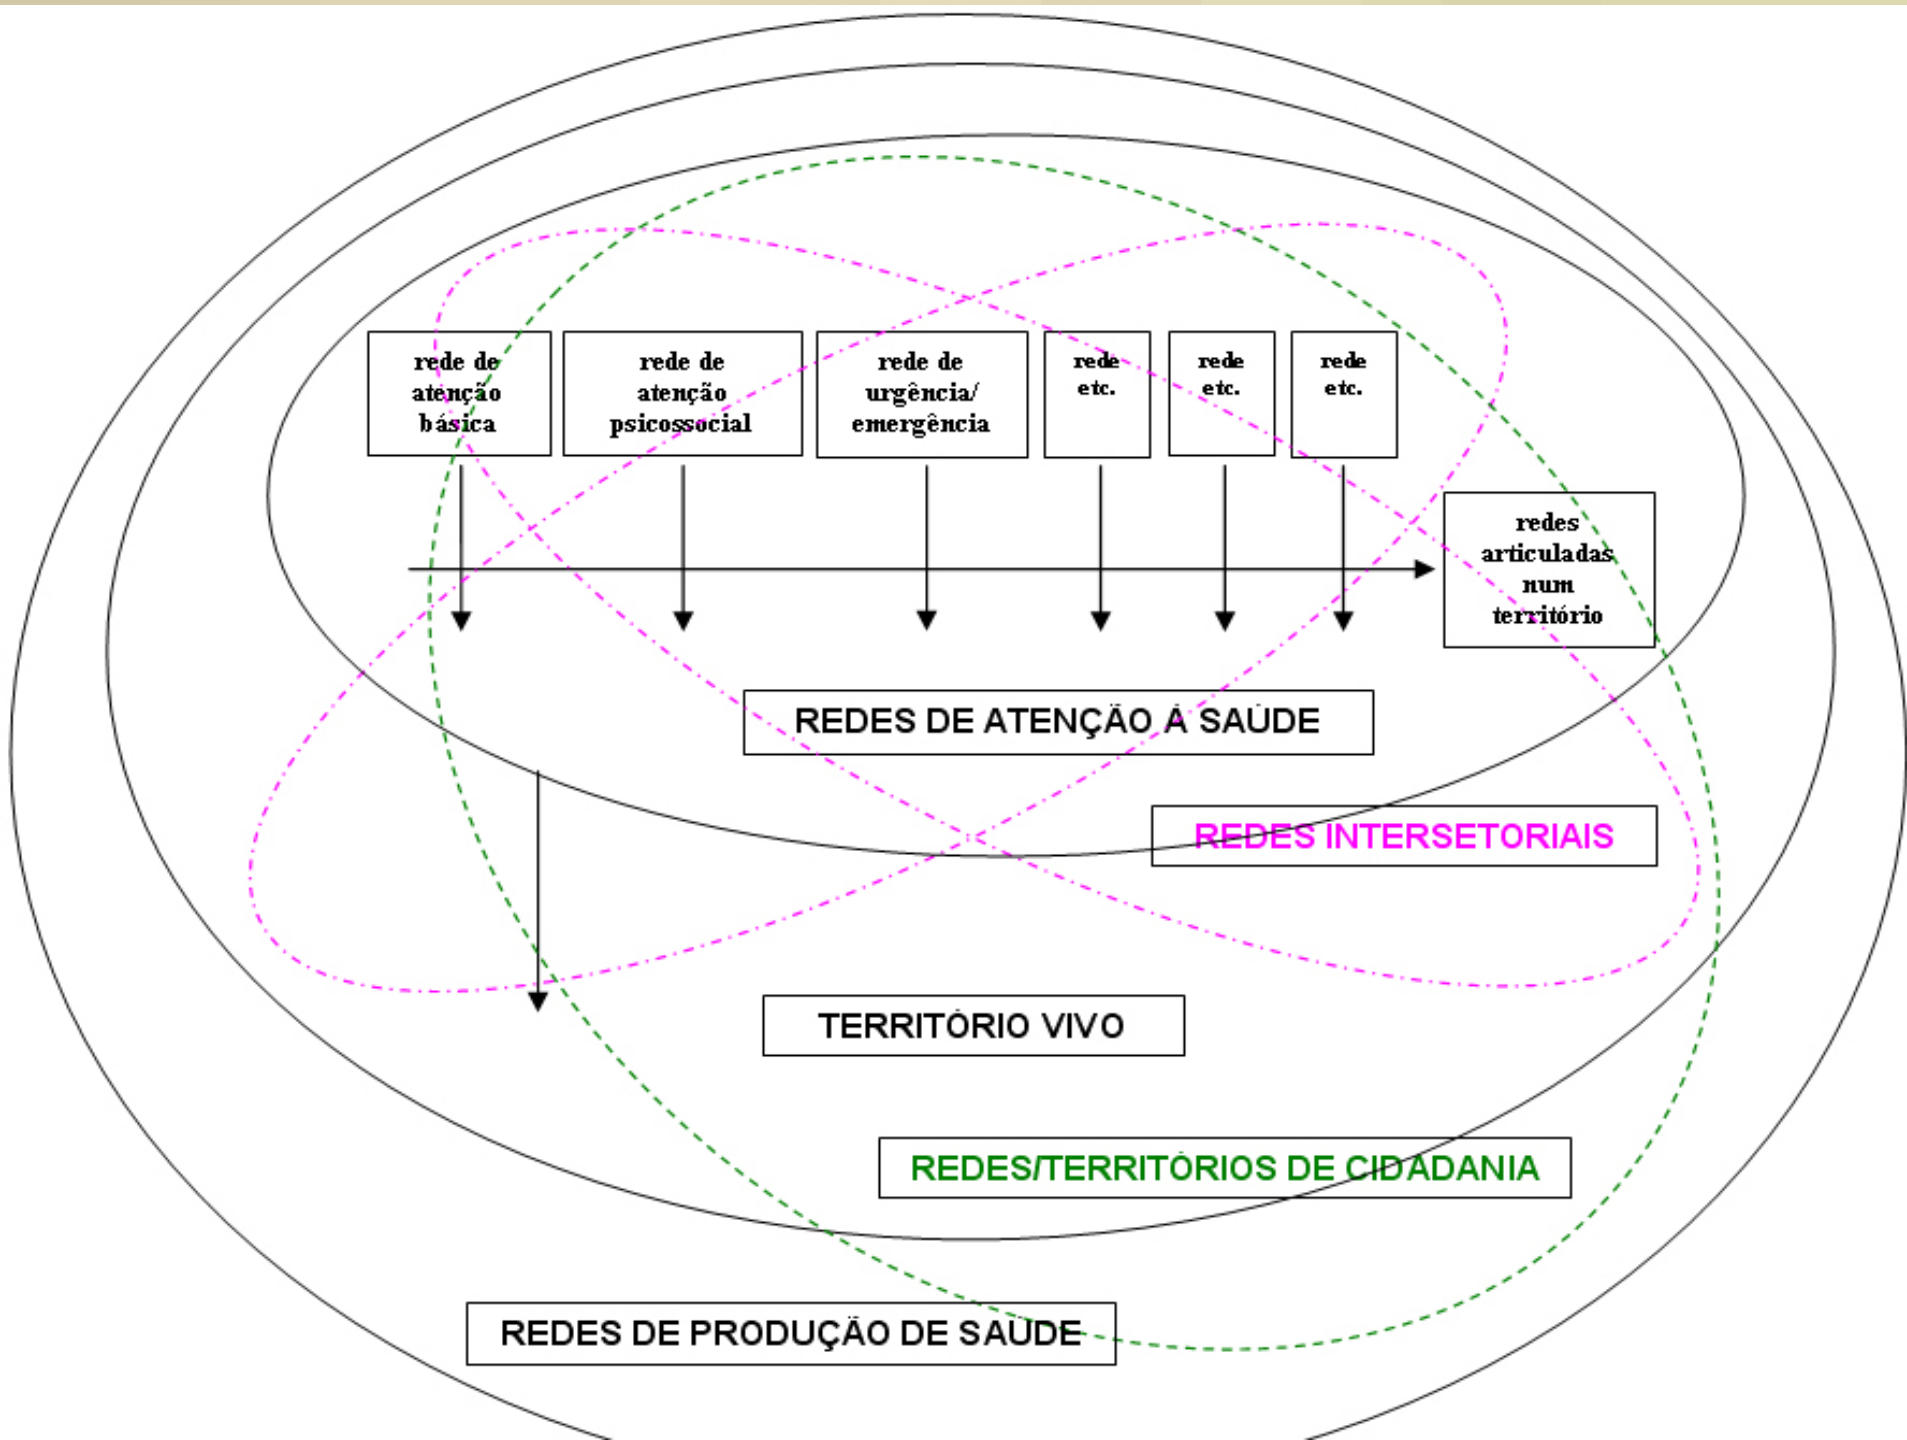 rede de
atenção
básica
rede de
atenção
psicossocial
rede de
urgência/
emergência
rede
etc.
rede
etc.
rede
etc.
redes
articuladas
num
território
REDES DE ATENÇÃO À SAÚDE
REDES INTERSETORIAIS
TERRITÓRIO VIVO
REDES/TERRITÓRIOS DE CIDADANIA
REDES DE PRODUÇÃO DE SAÚDE